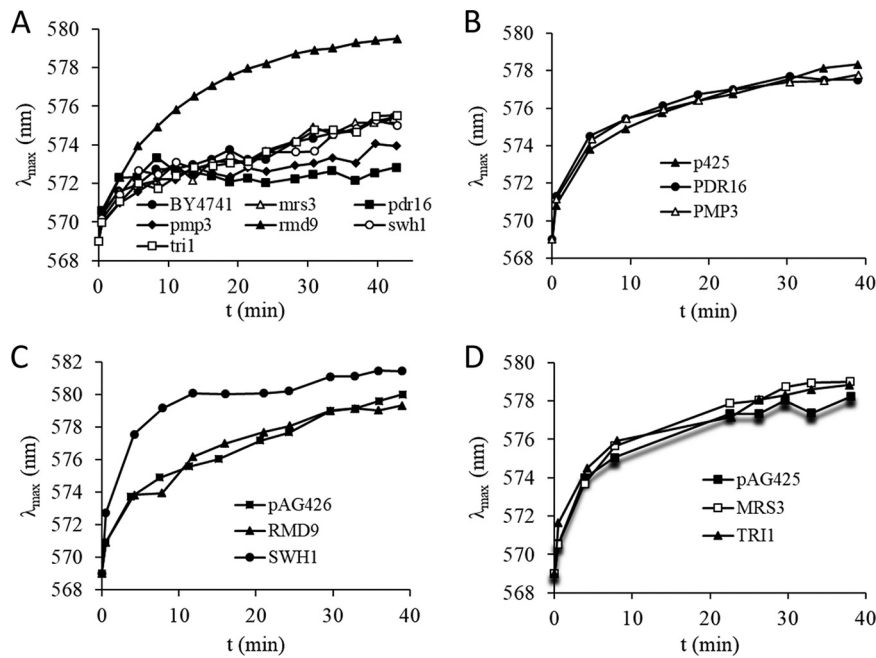 A
λmax (nm)
580
578
576
574
572
570
568
BY4741 mrs3 pdr16
pmp3 rmd9 swh1
tri1
0 10 20 30 40
t (min)
B
λmax (nm)
580
578
576
574
572
570
568
p425
PDR16
PMP3
0 10 20 30 40
t (min)
C
λmax (nm)
582
580
578
576
574
572
570
568
pAG426
RMD9
SWH1
0 10 20 30 40
t (min)
D
λmax (nm)
580
578
576
574
572
570
568
pAG425
MRS3
TRI1
0 10 20 30 40
t (min)